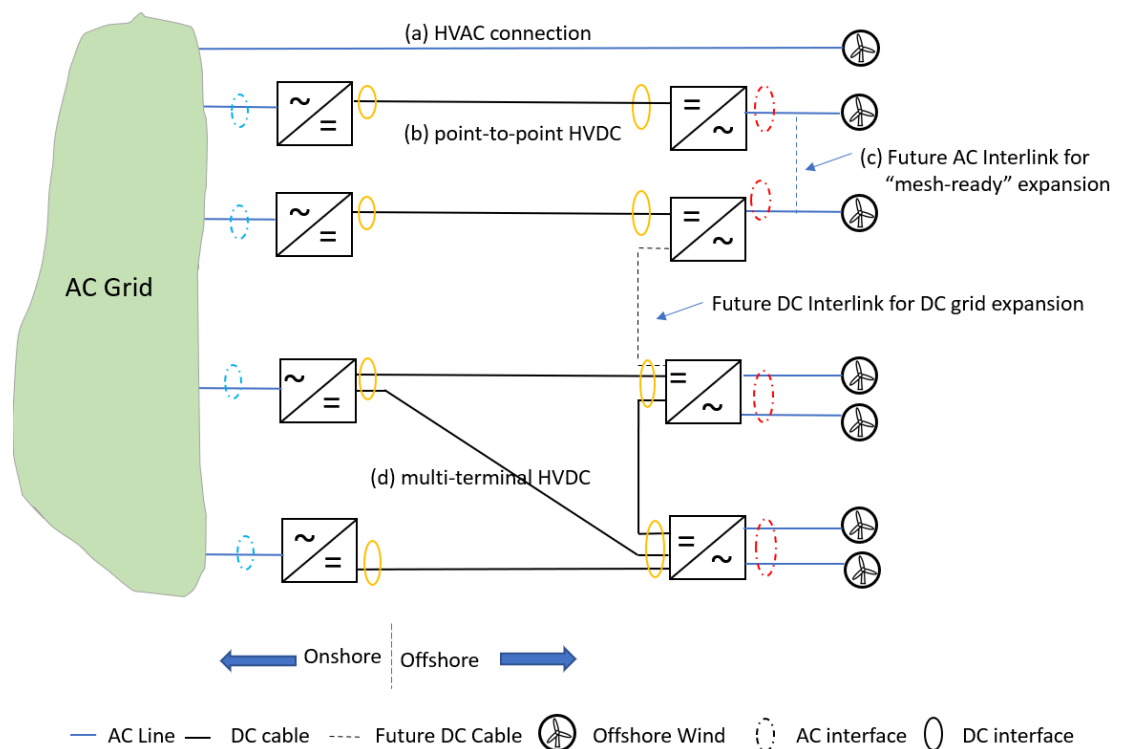 (a) HVAC connection
~
=
=
~
(b) point-to-point HVDC
(c) Future AC Interlink for
“mesh-ready” expansion
~
=
=
~
AC Grid
Future DC Interlink for DC grid expansion
~
=
=
~
(d) multi-terminal HVDC
~
=
=
~
Onshore
Offshore
AC Line
DC cable
Future DC Cable
Offshore Wind
AC interface
DC interface